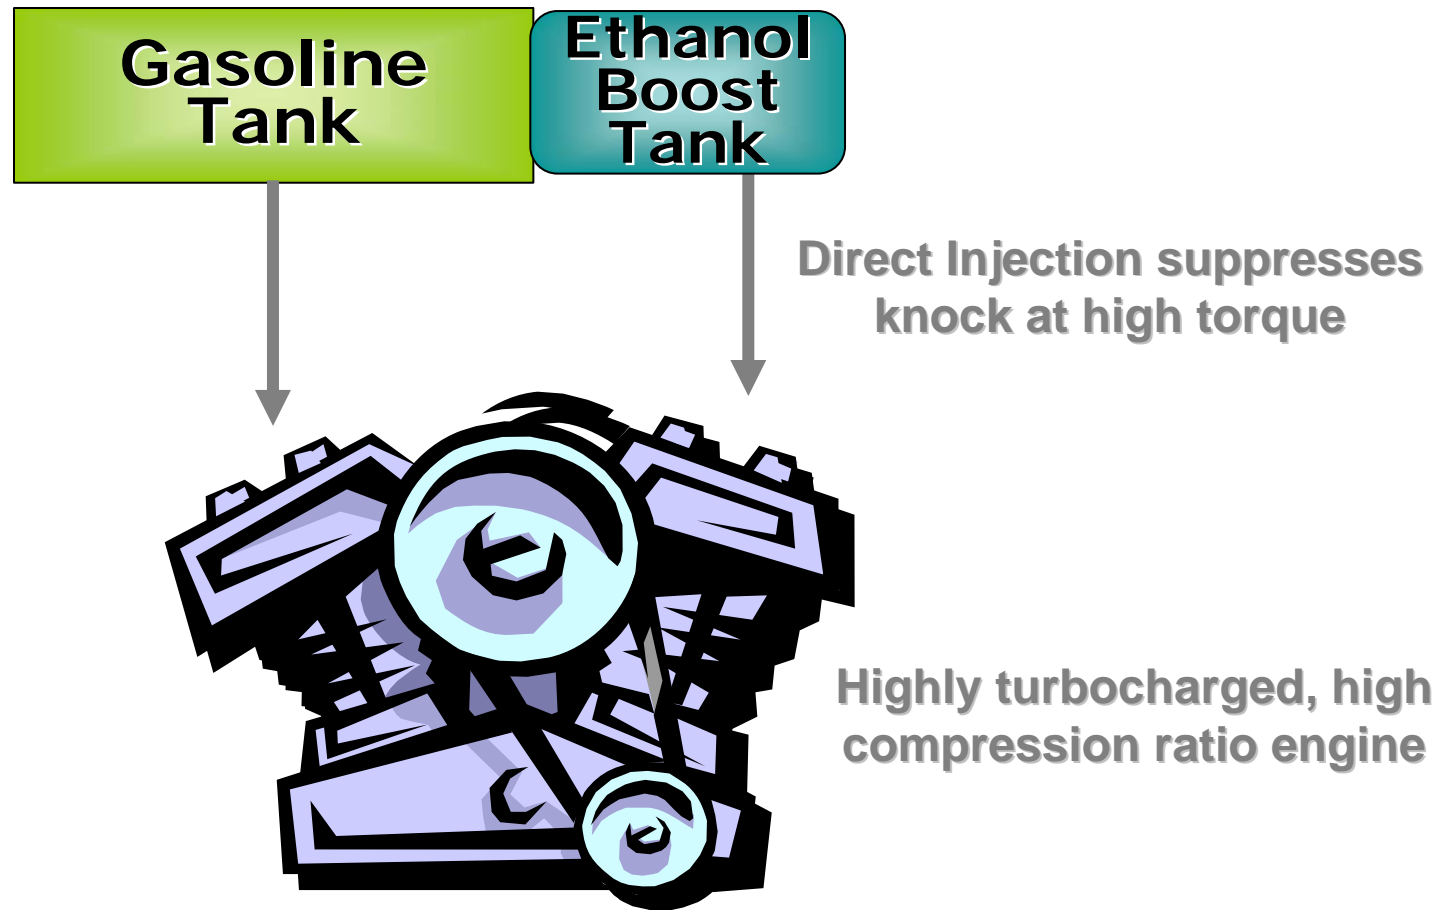 Gasoline
Tank
Ethanol
Boost
Tank
Direct Injection suppresses
knock at high torque
Highly turbocharged, high
compression ratio engine